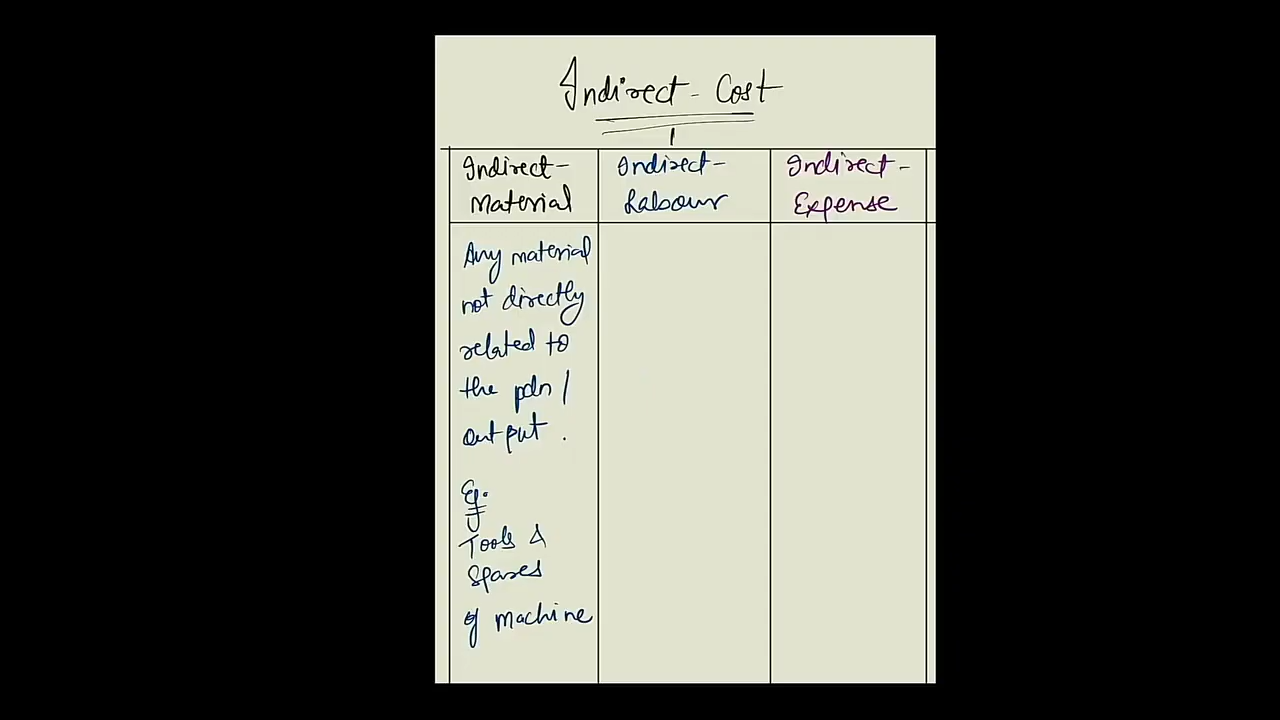 Indirect - Cost
Indirect -
Material
Indirect -
Labour
Indirect -
Expense
Any material
not directly
related to
the pdn /
output .
Eg.
Tools &
Spares
of machine